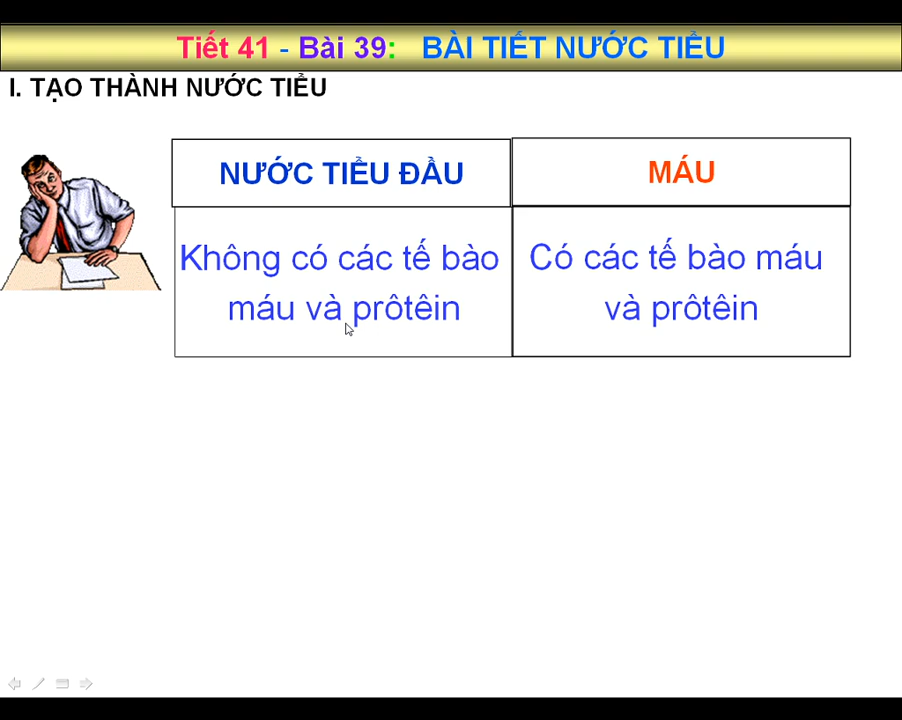 Tiết 41 - Bài 39: BÀI TIẾT NƯỚC TIỂU
I. TẠO THÀNH NƯỚC TIỂU
NƯỚC TIỂU ĐẦU
MÁU
Không có các tế bào
máu và prôtêin
Có các tế bào máu
và prôtêin